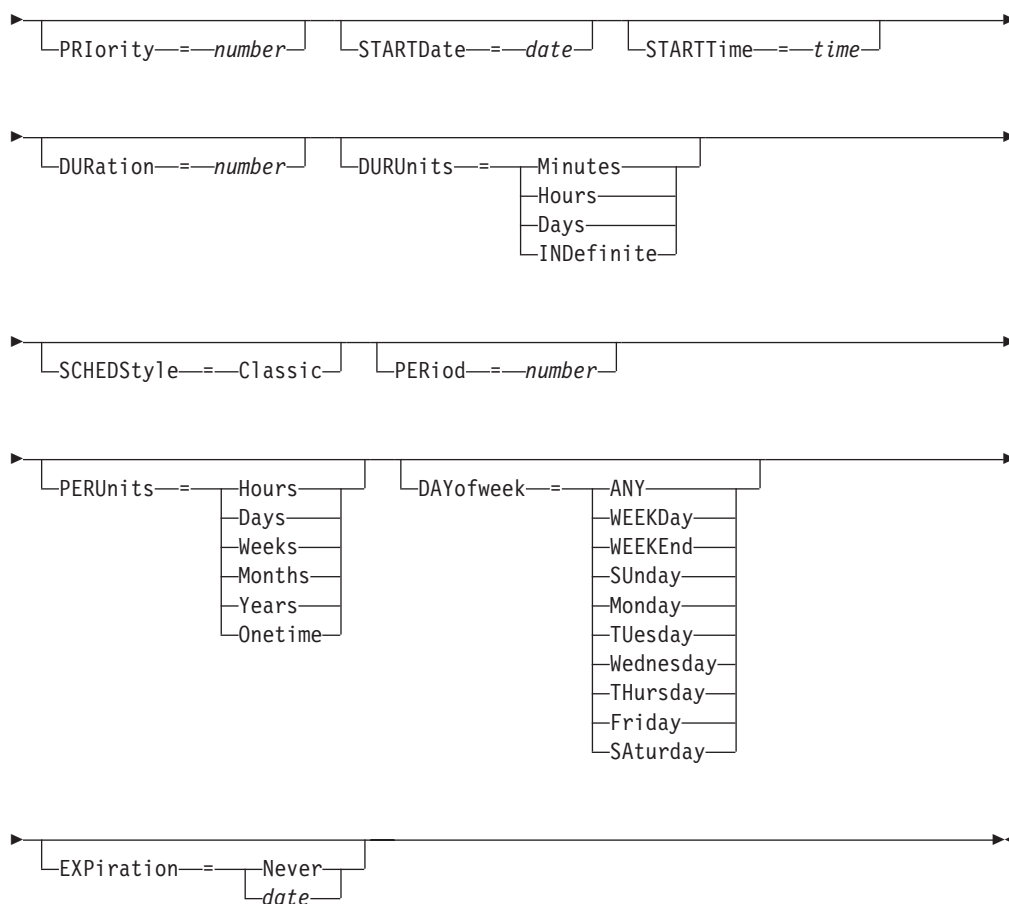 PRIority = number STARTDate = date STARTTime = time
DURation = number DURUnits = Minutes
Hours
Days
INDefinite
SCHEDStyle = Classic PERiod = number
PERUnits = Hours DAYofweek = ANY
Days WEEKDay
Weeks WEEKEnd
Months SUnday
Years Monday
Onetime TUesday
Wednesday
THursday
Friday
SAturday
EXPiration = Never
date